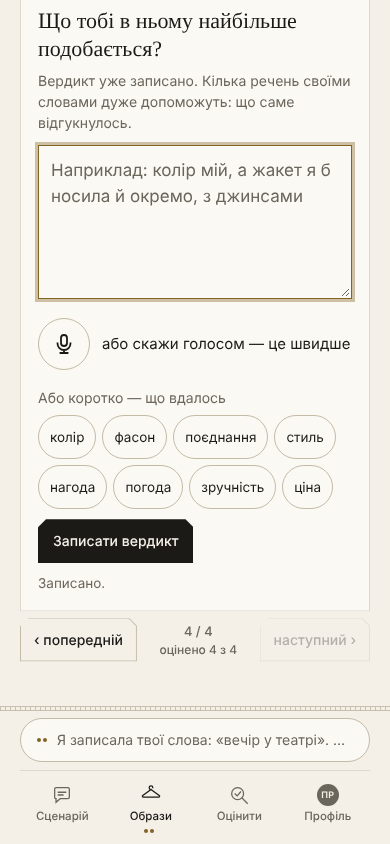 Що тобі в ньому найбільше
подобається?
Вердикт уже записано. Кілька речень своїми
словами дуже допоможуть: що саме
відгукнулось.
Наприклад: колір мій, а жакет я б
носила й окремо, з джинсами
або скажи голосом — це швидше
Або коротко — що вдалось
колір фасон поєднання стиль
нагода погода зручність ціна
Записати вердикт
Записано.
‹ попередній 4 / 4 наступний ›
оцінено 4 з 4
Я записала твої слова: «вечір у театрі». ...
ПР
Сценарій Образи Оцінити Профіль